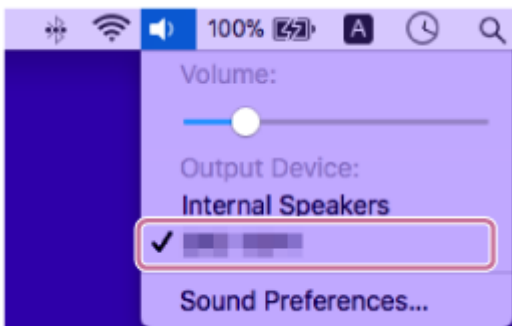 100% A
Volume:
Output Device:
Internal Speakers
Sound Preferences...